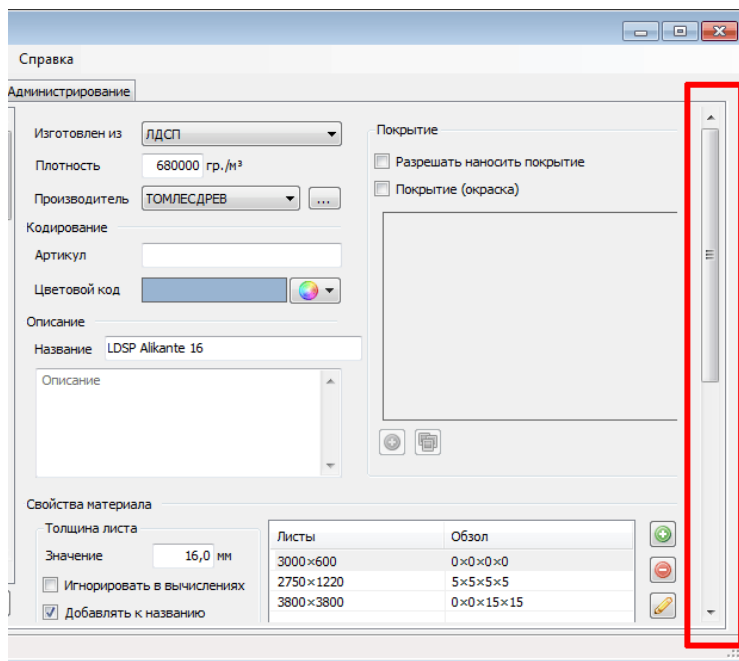 Справка
Администрирование
Изготовлен из ЛДСП
Плотность 680000 гр./м³
Производитель ТОМЛЕСДРЕВ ...
Кодирование
Артикул
Цветовой код
Описание
Название LDSP Alikante 16
Описание
Покрытие
Разрешать наносить покрытие
Покрытие (окраска)
Свойства материала
Толщина листа
Значение 16,0 мм
Игнорировать в вычислениях
Добавлять к названию
Листы Обзол
3000×600 0×0×0×0
2750×1220 5×5×5×5
3800×3800 0×0×15×15